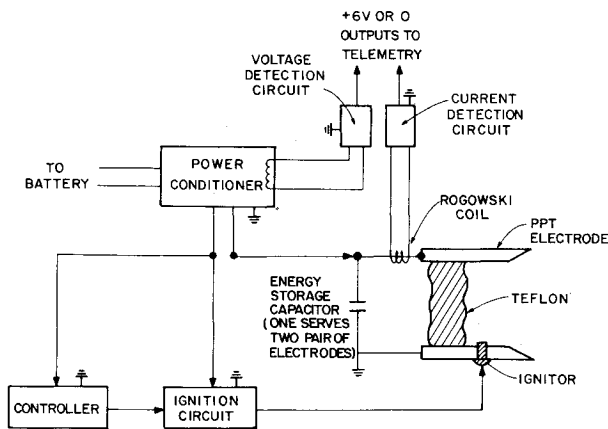 +6V OR 0
OUTPUTS TO
TELEMETRY
VOLTAGE
DETECTION
CIRCUIT
CURRENT
DETECTION
CIRCUIT
TO
BATTERY
POWER
CONDITIONER
ROGOWSKI
COIL
PPT
ELECTRODE
ENERGY
STORAGE
CAPACITOR
(ONE SERVES
TWO PAIR OF
ELECTRODES)
TEFLON
IGNITOR
CONTROLLER
IGNITION
CIRCUIT